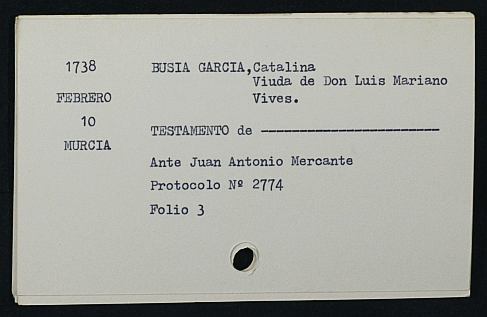 1738
FEBRERO
10
MURCIA
BUSIA GARCIA, Catalina
Viuda de Don Luis Mariano
Vives.
TESTAMENTO de -----------------------
Ante Juan Antonio Mercante
Protocolo Nº 2774
Folio 3